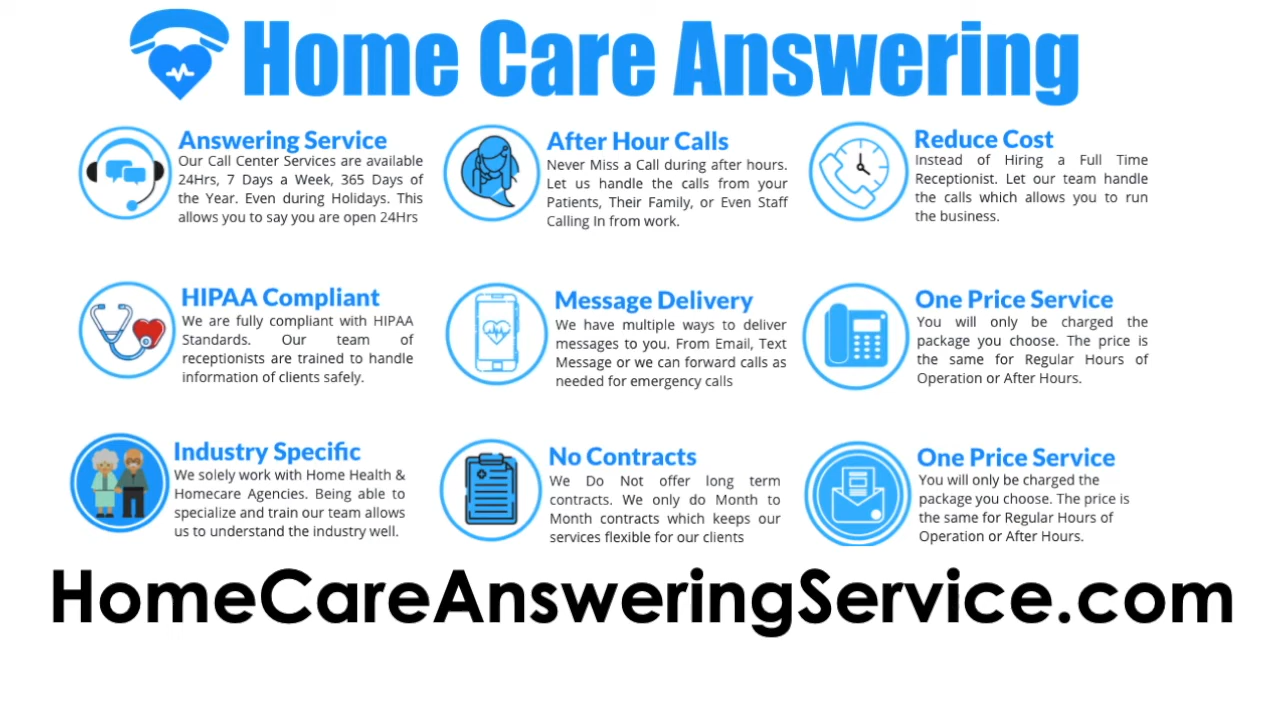 Home Care Answering
Answering Service
Our Call Center Services are available
24Hrs, 7 Days a Week, 365 Days of
the Year. Even during Holidays. This
allows you to say you are open 24Hrs
After Hour Calls
Never Miss a Call during after hours.
Let us handle the calls from your
Patients, Their Family, or Even Staff
Calling In from work.
Reduce Cost
Instead of Hiring a Full Time
Receptionist. Let our team handle
the calls which allows you to run
the business.
HIPAA Compliant
We are fully compliant with HIPAA
Standards. Our team of
receptionists are trained to handle
information of clients safely.
Message Delivery
We have multiple ways to deliver
messages to you. From Email, Text
Message or we can forward calls as
needed for emergency calls
One Price Service
You will only be charged the
package you choose. The price is
the same for Regular Hours of
Operation or After Hours.
Industry Specific
We solely work with Home Health &
Homecare Agencies. Being able to
specialize and train our team allows
us to understand the industry well.
No Contracts
We Do Not offer long term
contracts. We only do Month to
Month contracts which keeps our
services flexible for our clients
One Price Service
You will only be charged the
package you choose. The price is
the same for Regular Hours of
Operation or After Hours.
HomeCareAnsweringService.com